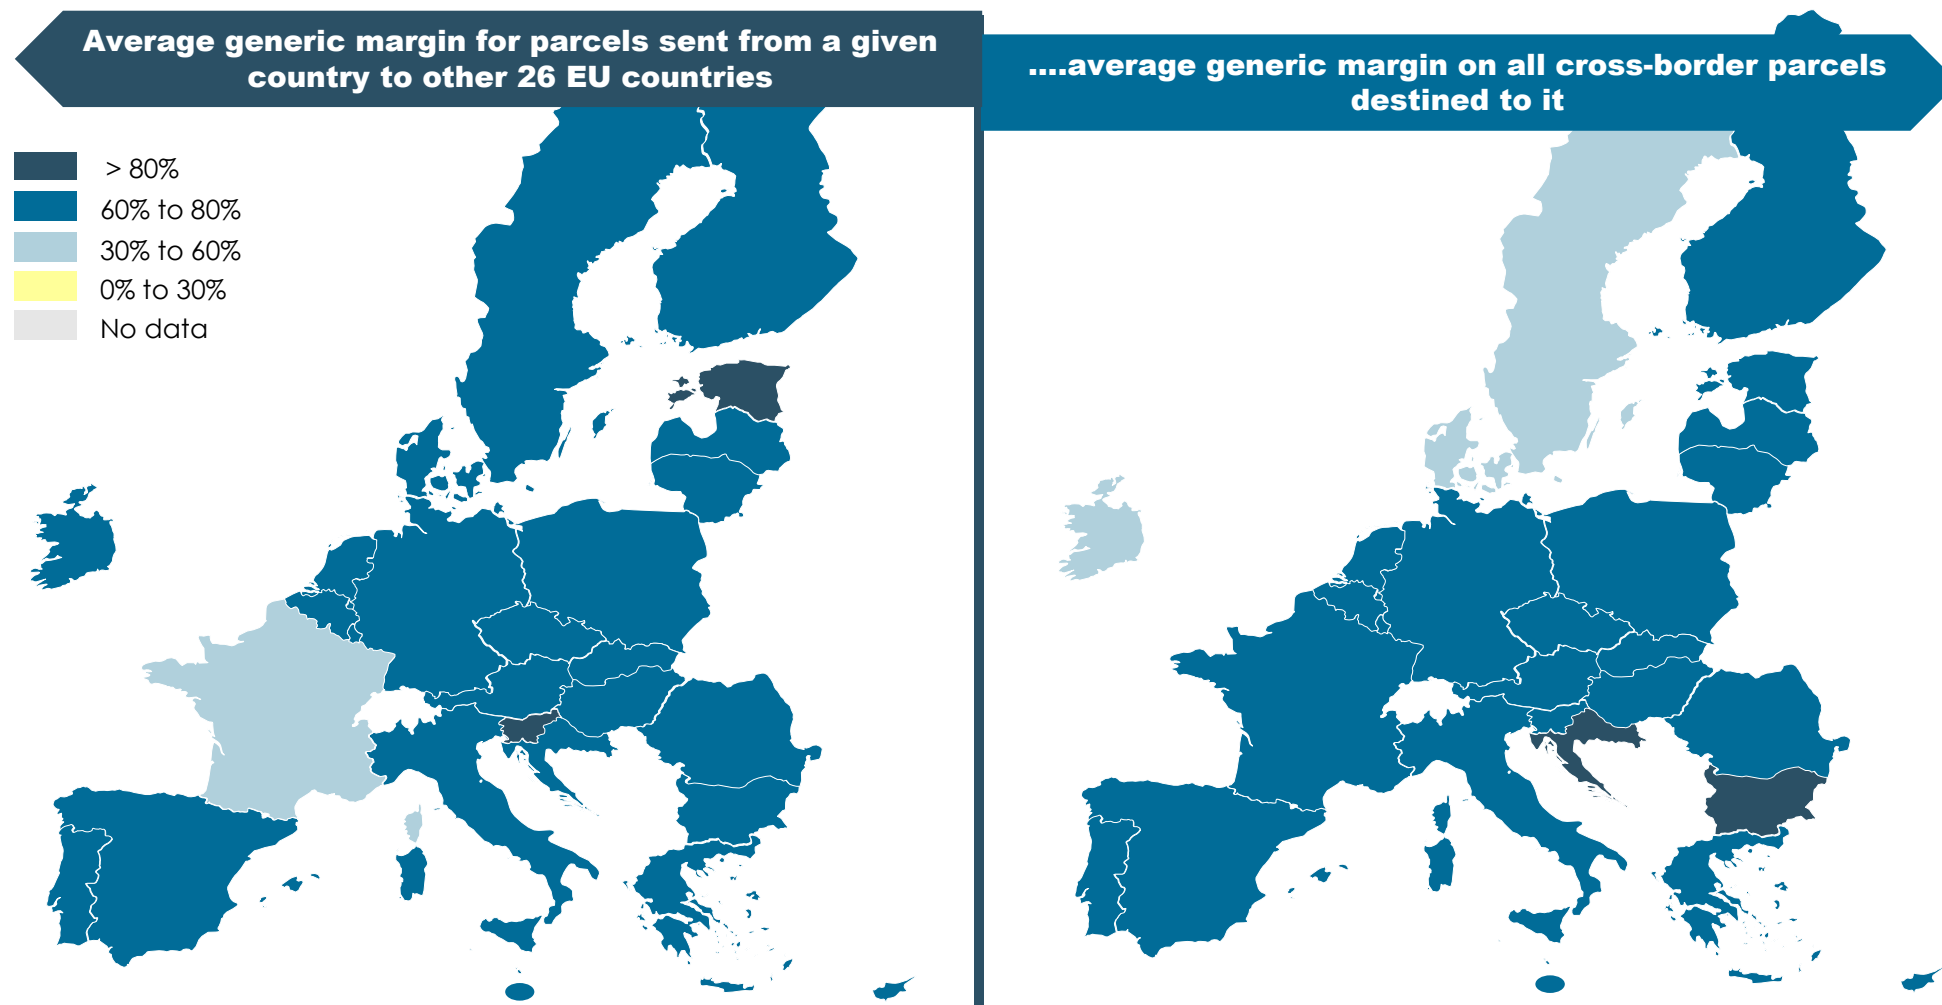 Average generic margin for parcels sent from a given
country to other 26 EU countries
....average generic margin on all cross-border parcels
destined to it
> 80%
60% to 80%
30% to 60%
0% to 30%
No data